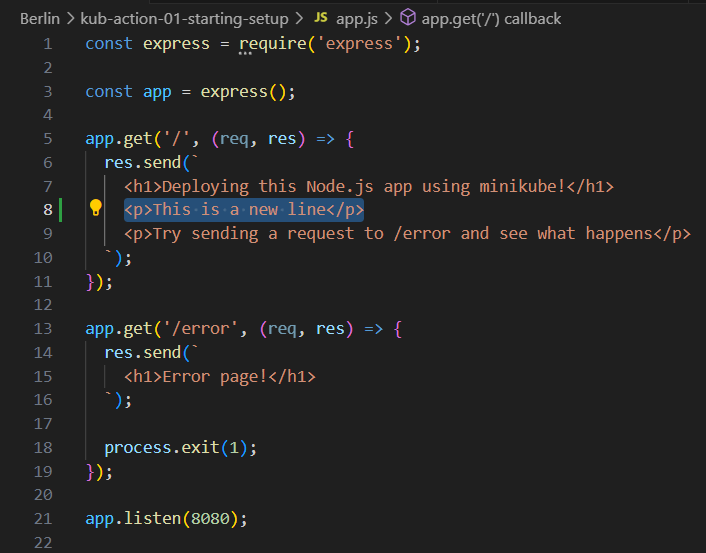 Berlin > kub-action-01-starting-setup > JS app.js > app.get('/') callback
1 const express = require('express');
2
3 const app = express();
4
5 app.get('/', (req, res) => {
6 res.send(`
7 <h1>Deploying this Node.js app using minikube!</h1>
8 <p>This is a new line</p>
9 <p>Try sending a request to /error and see what happens</p>
10 `);
11 });
12
13 app.get('/error', (req, res) => {
14 res.send(`
15 <h1>Error page!</h1>
16 `);
17
18 process.exit(1);
19 });
20
21 app.listen(8080);
22